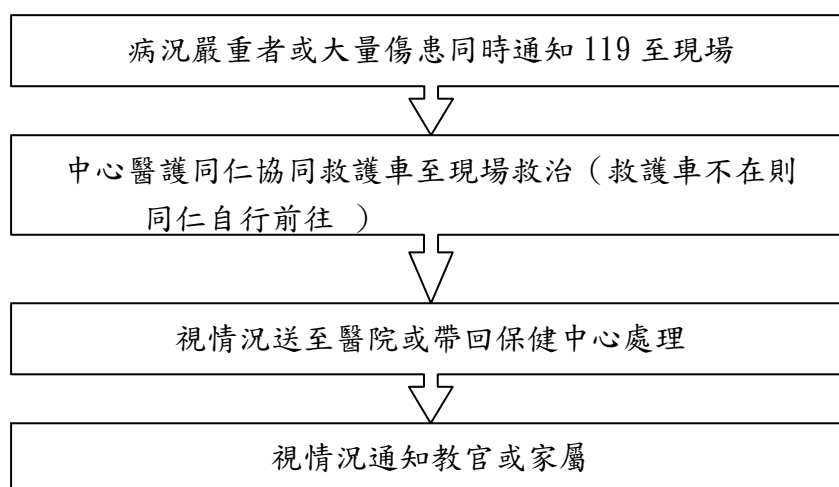 病況嚴重者或大量傷患同時通知 119 至現場
中心醫護同仁協同救護車至現場救治（救護車不在則
同仁自行前往 ）
視情況送至醫院或帶回保健中心處理
視情況通知教官或家屬